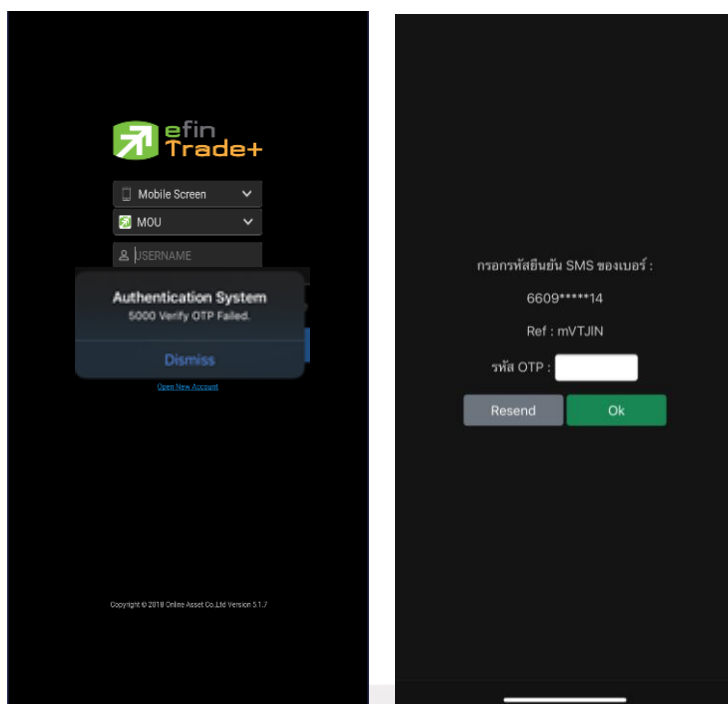 efin
Trade+
Mobile Screen
MOU
USERNAME
Authentication System
5000 Verify OTP Failed.
Dismiss
Open New Account
Copyright © 2018 Online Asset Co.,Ltd Version 5.1.7
กรอกรหัสยืนยัน SMS ของเบอร์ :
6609*****14
Ref : mVTJIN
รหัส OTP :
Resend
Ok